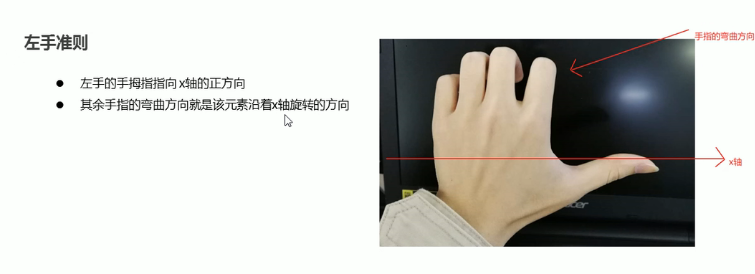 左手准则
手指的弯曲方向
● 左手的手拇指指向 x轴的正方向
● 其余手指的弯曲方向就是该元素沿着x轴旋转的方向
x轴
acer